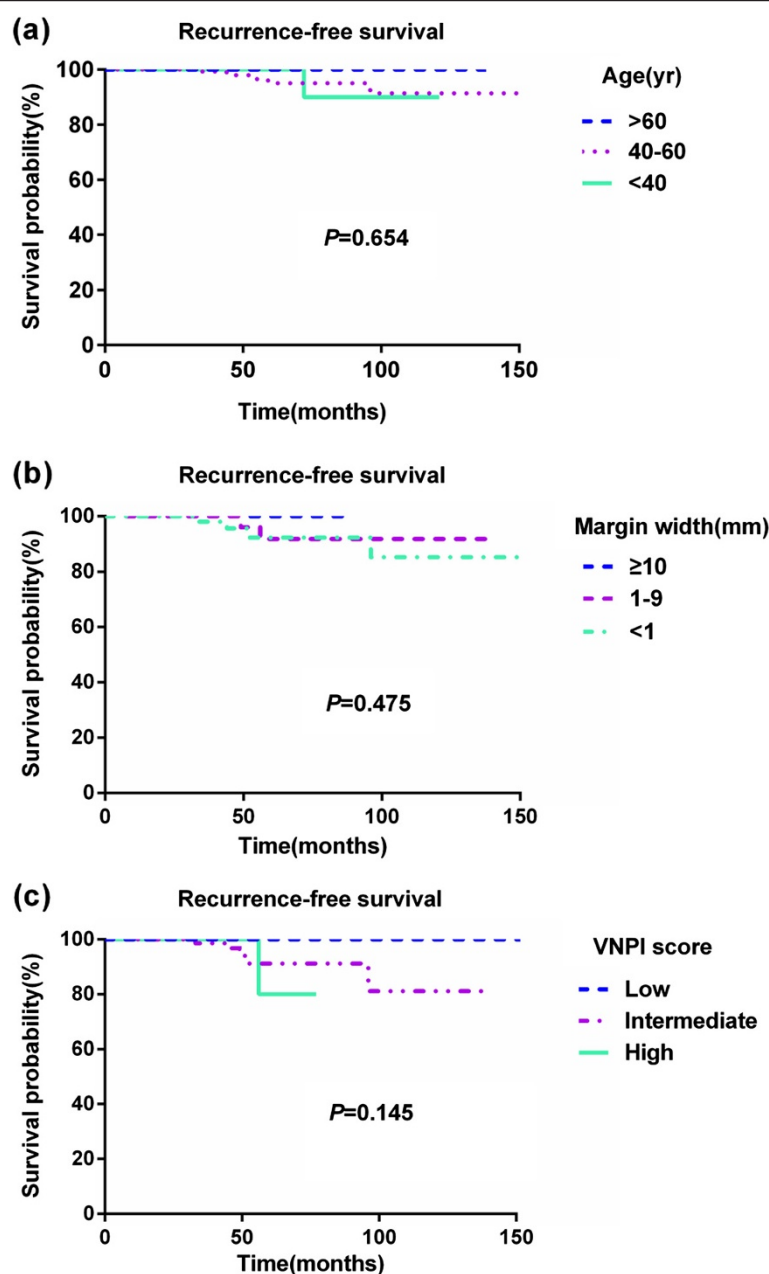 (a)
Recurrence-free survival
Survival probability(%)
100
80
60
40
20
0
0 50 100 150
Time(months)
P=0.654
Age(yr)
>60
40-60
<40
(b)
Recurrence-free survival
Survival probability(%)
100
80
60
40
20
0
0 50 100 150
Time(months)
P=0.475
Margin width(mm)
≥10
1-9
<1
(c)
Recurrence-free survival
Survival probability(%)
100
80
60
40
20
0
0 50 100 150
Time(months)
P=0.145
VNPI score
Low
Intermediate
High